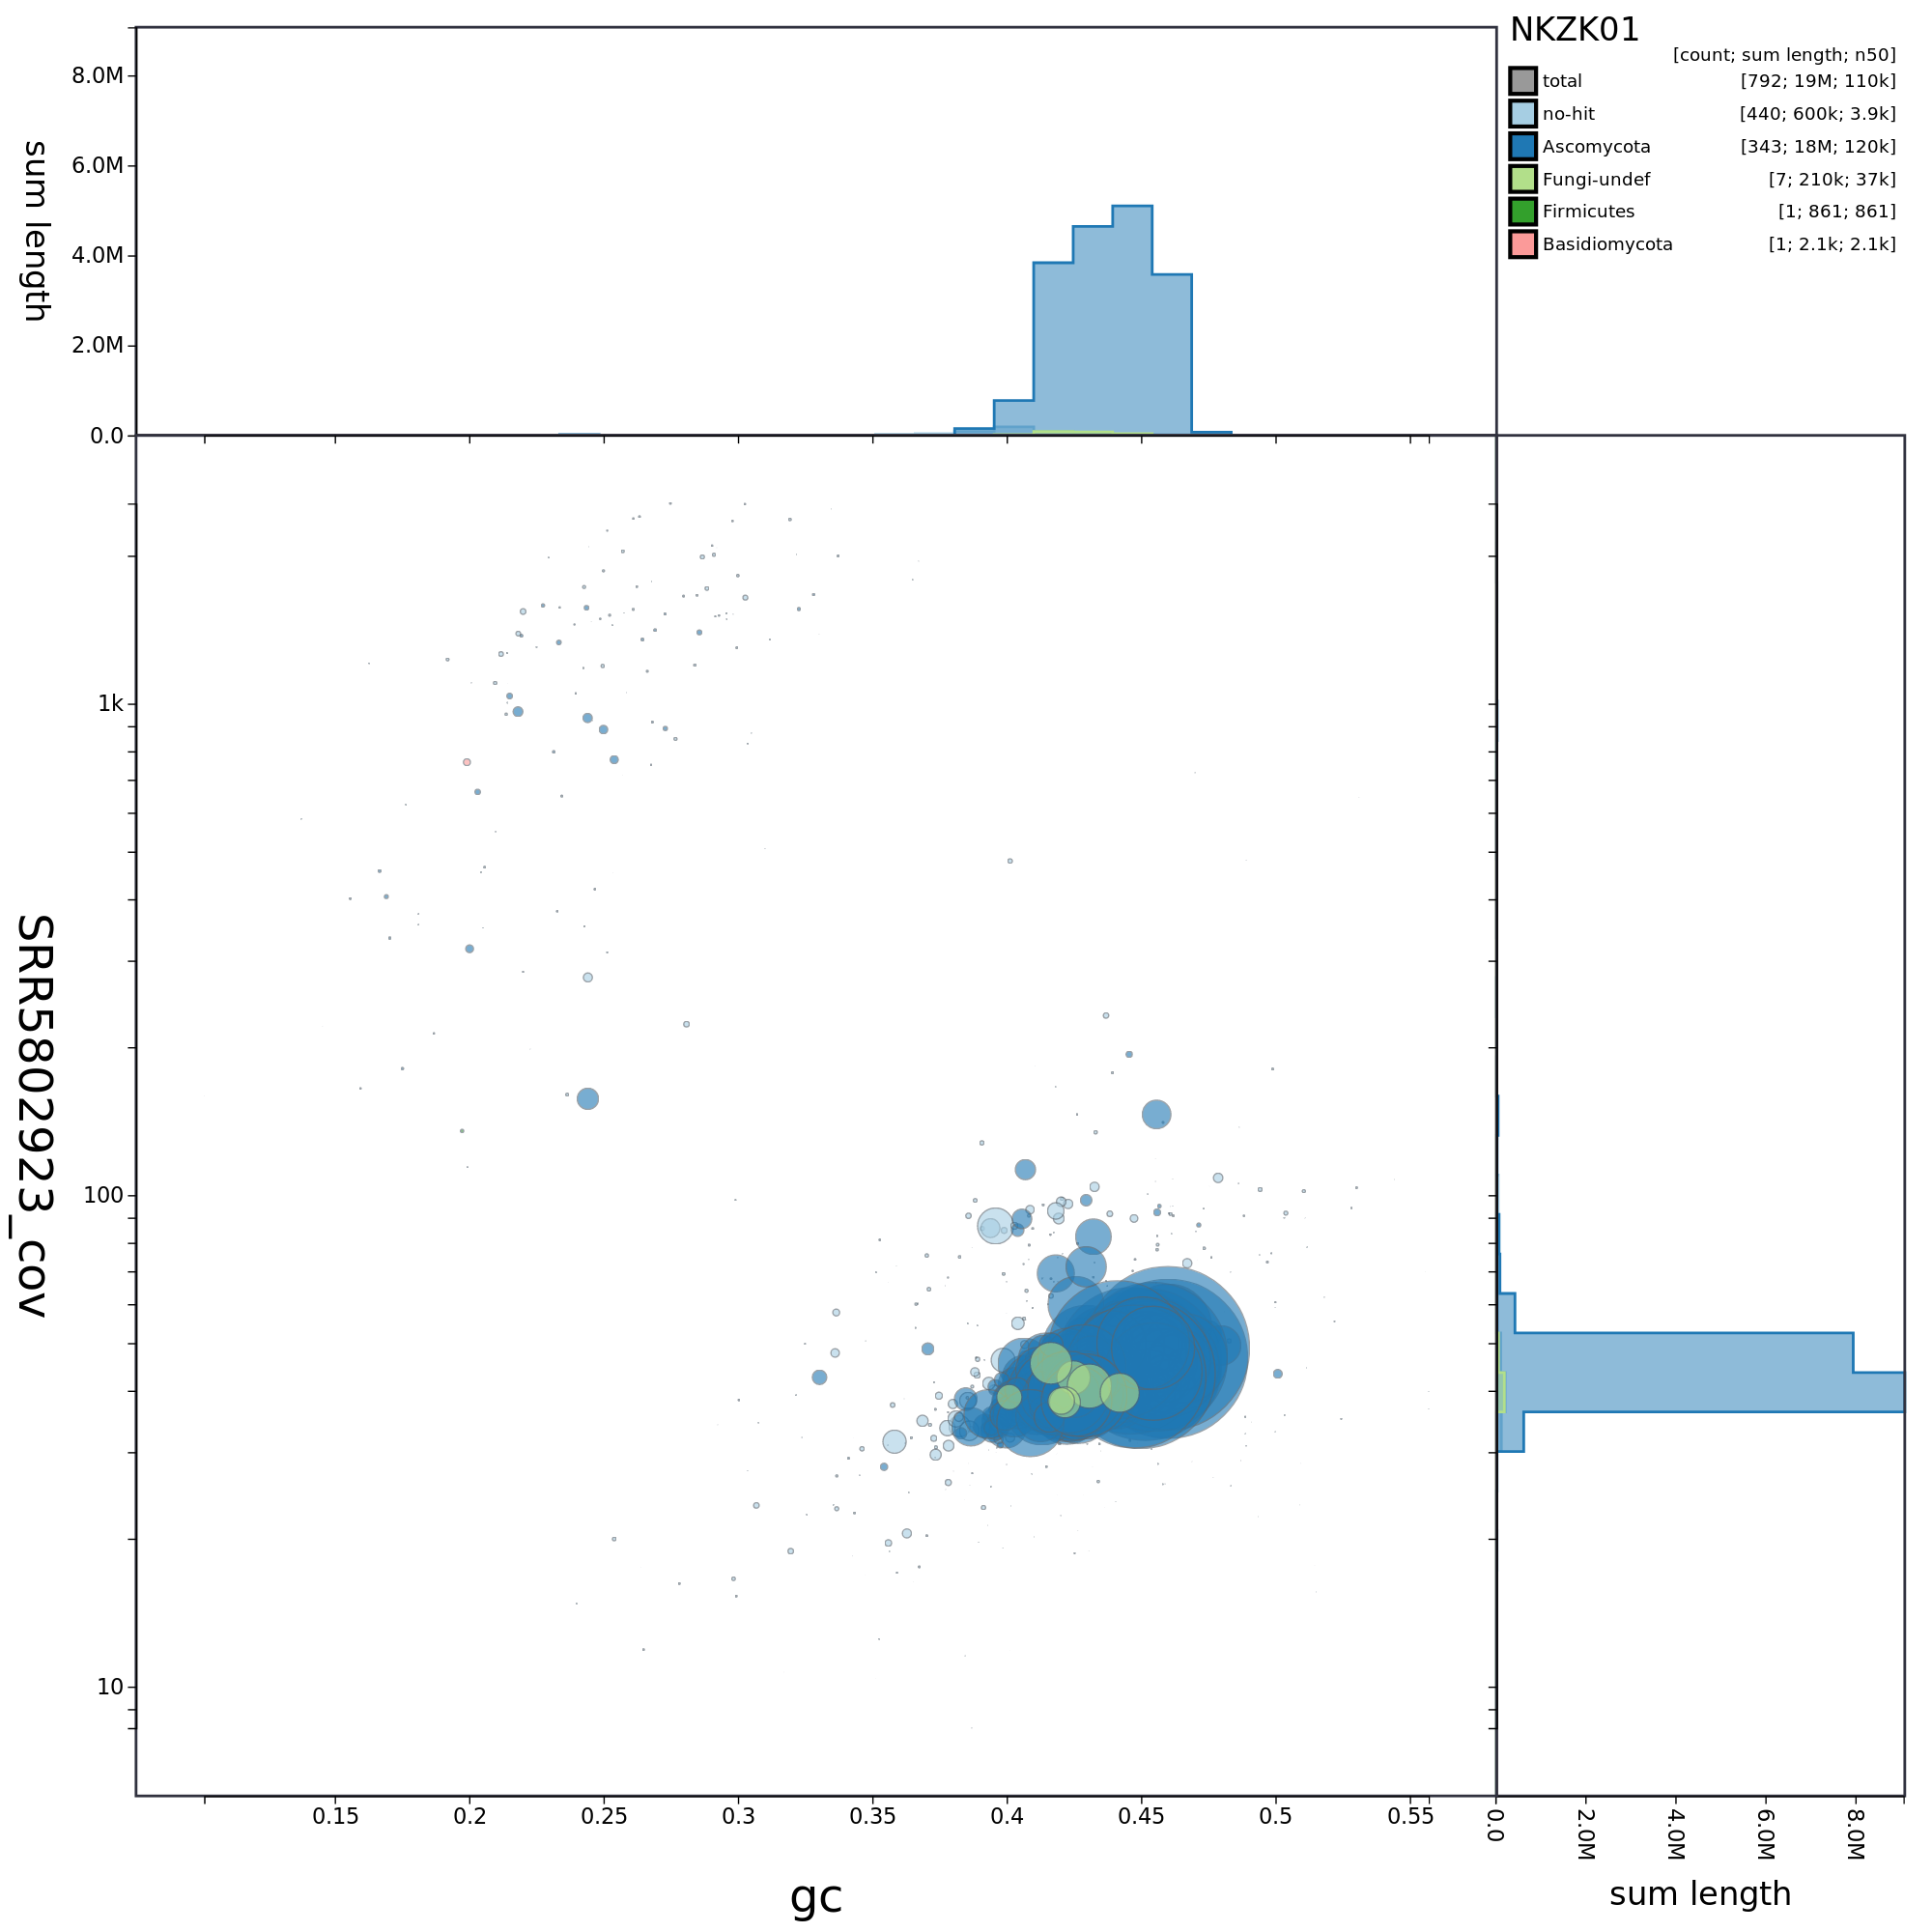 NKZK01
[count; sum length; n50]
total [792; 19M; 110k]
no-hit [440; 600k; 3.9k]
Ascomycota [343; 18M; 120k]
Fungi-undef [7; 210k; 37k]
Firmicutes [1; 861; 861]
Basidiomycota [1; 2.1k; 2.1k]
sum length
8.0M
6.0M
4.0M
2.0M
0.0
SRR5802923_cov
1k
100
10
0.15 0.2 0.25 0.3 0.35 0.4 0.45 0.5 0.55
gc
0.0 2.0M 4.0M 6.0M 8.0M
sum length